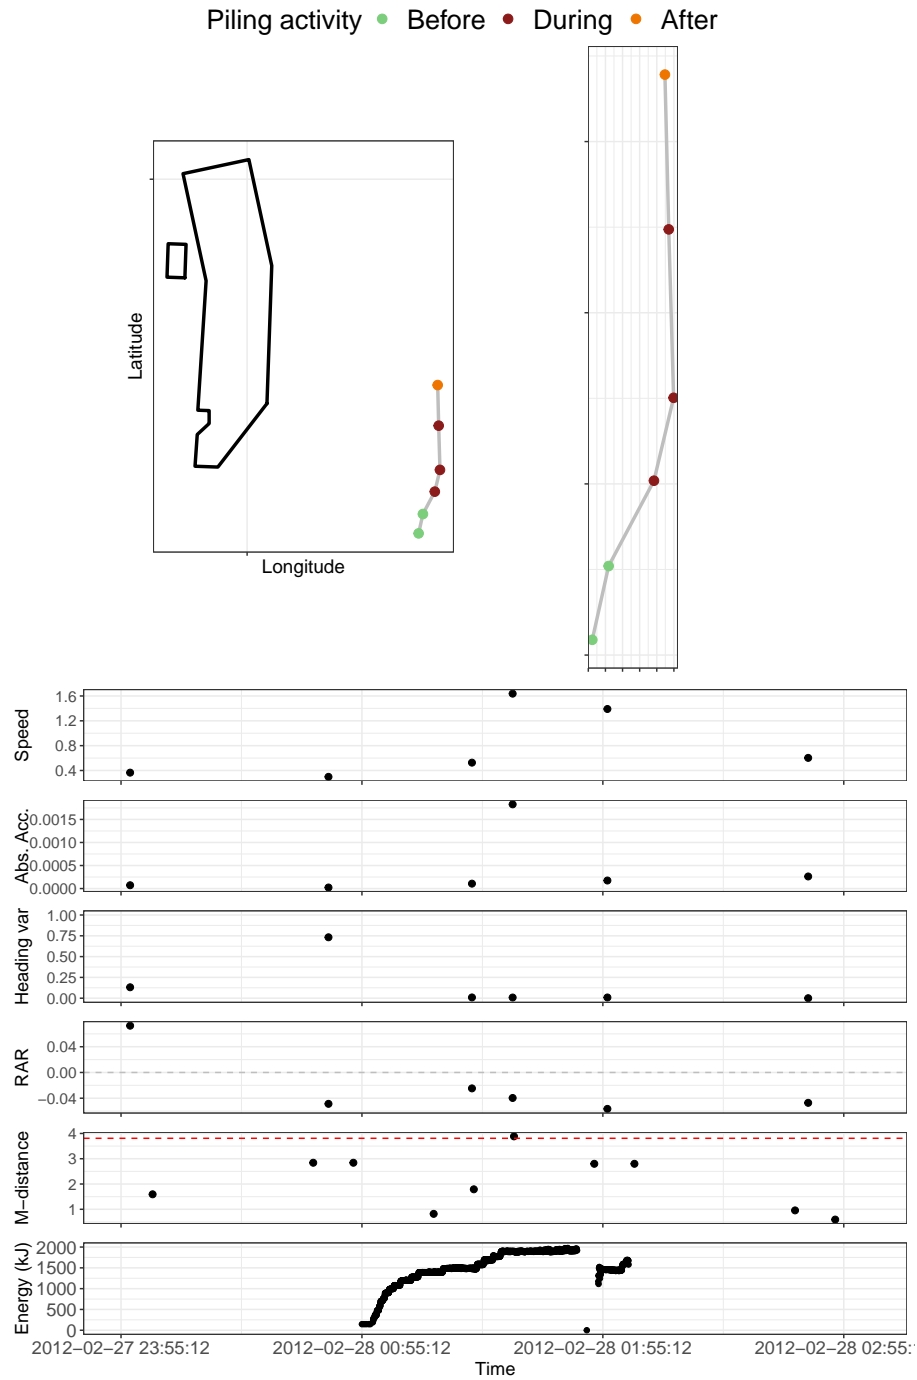 Piling activity Before During After
Latitude
Longitude
Speed
1.6
1.2
0.8
0.4
Abs. Acc.
0.0015
0.0010
0.0005
0.0000
Heading var
1.00
0.75
0.50
0.25
0.00
RAR
0.04
0.00
−0.04
M−distance
4
3
2
1
Energy (kJ)
2000
1500
1000
500
0
2012−02−27 23:55:12 2012−02−28 00:55:12 2012−02−28 01:55:12 2012−02−28 02:55:1
Time